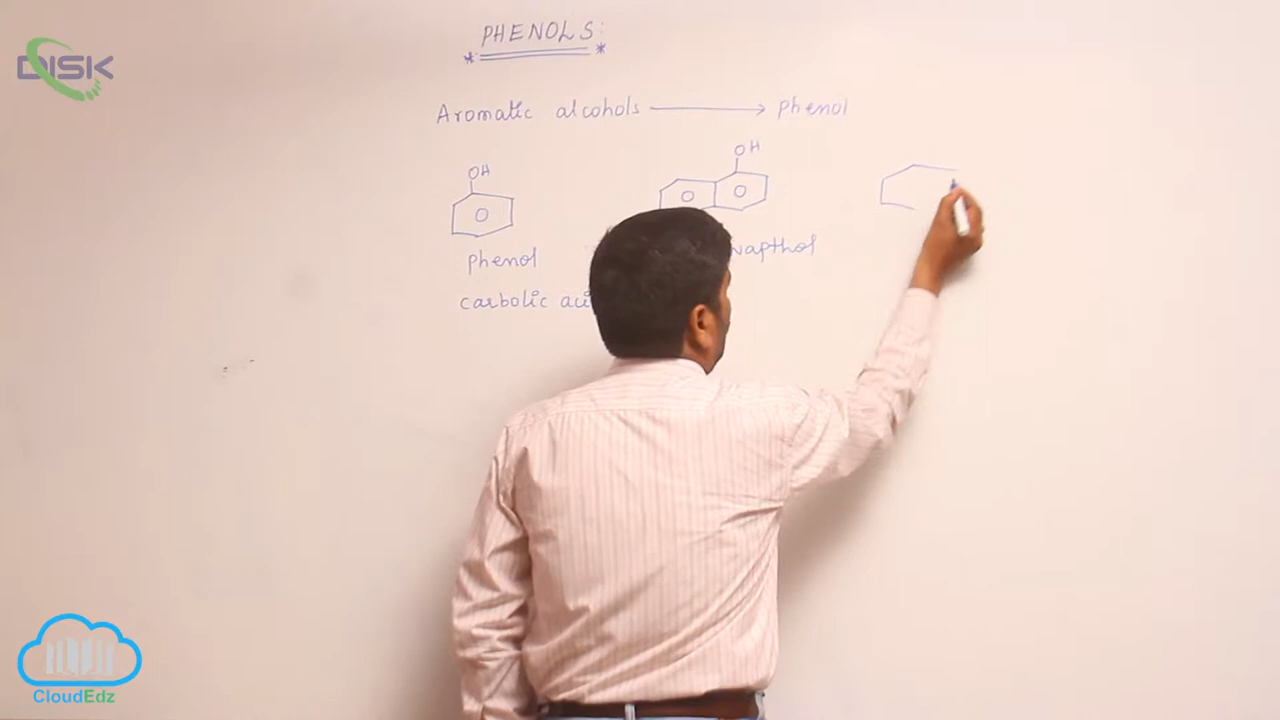 DISK
* PHENOLS: *
Aromatic alcohols ⟶ phenol
OH
OH
phenol
napthol
carbolic
CloudEdz